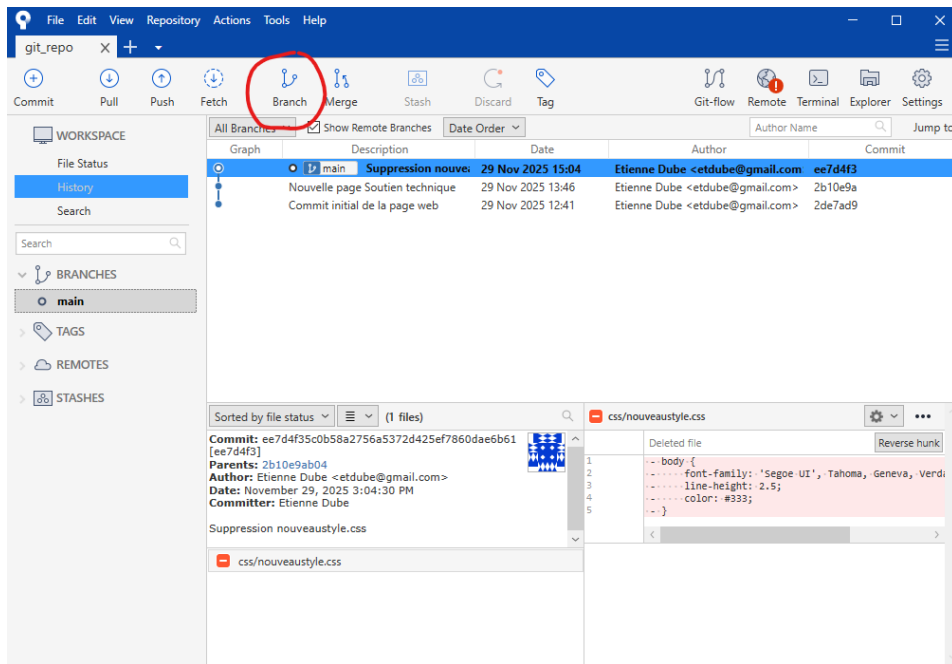 File Edit View Repository Actions Tools Help
git_repo
Commit Pull Push Fetch Branch Merge Stash Discard Tag Git-flow Remote Terminal Explorer Settings
WORKSPACE
File Status
History
Search
Search
BRANCHES
main
TAGS
REMOTES
STASHES
All Branches Show Remote Branches Date Order Author Name Jump to
Graph Description Date Author Commit
main Suppression nouvea 29 Nov 2025 15:04 Etienne Dube <etdube@gmail.com ee7d4f3
Nouvelle page Soutien technique 29 Nov 2025 13:46 Etienne Dube <etdube@gmail.com> 2b10e9a
Commit initial de la page web 29 Nov 2025 12:41 Etienne Dube <etdube@gmail.com> 2de7ad9
Sorted by file status (1 files)
Commit: ee7d4f35c0b58a2756a5372d425ef7860dae6b61
[ee7d4f3]
Parents: 2b10e9ab04
Author: Etienne Dube <etdube@gmail.com>
Date: November 29, 2025 3:04:30 PM
Committer: Etienne Dube
Suppression nouveaustyle.css
css/nouveaustyle.css
css/nouveaustyle.css
Deleted file Reverse hunk
1 - body {
2 - font-family: 'Segoe UI', Tahoma, Geneva, Verda
3 - line-height: 2.5;
4 - color: #333;
5 - }